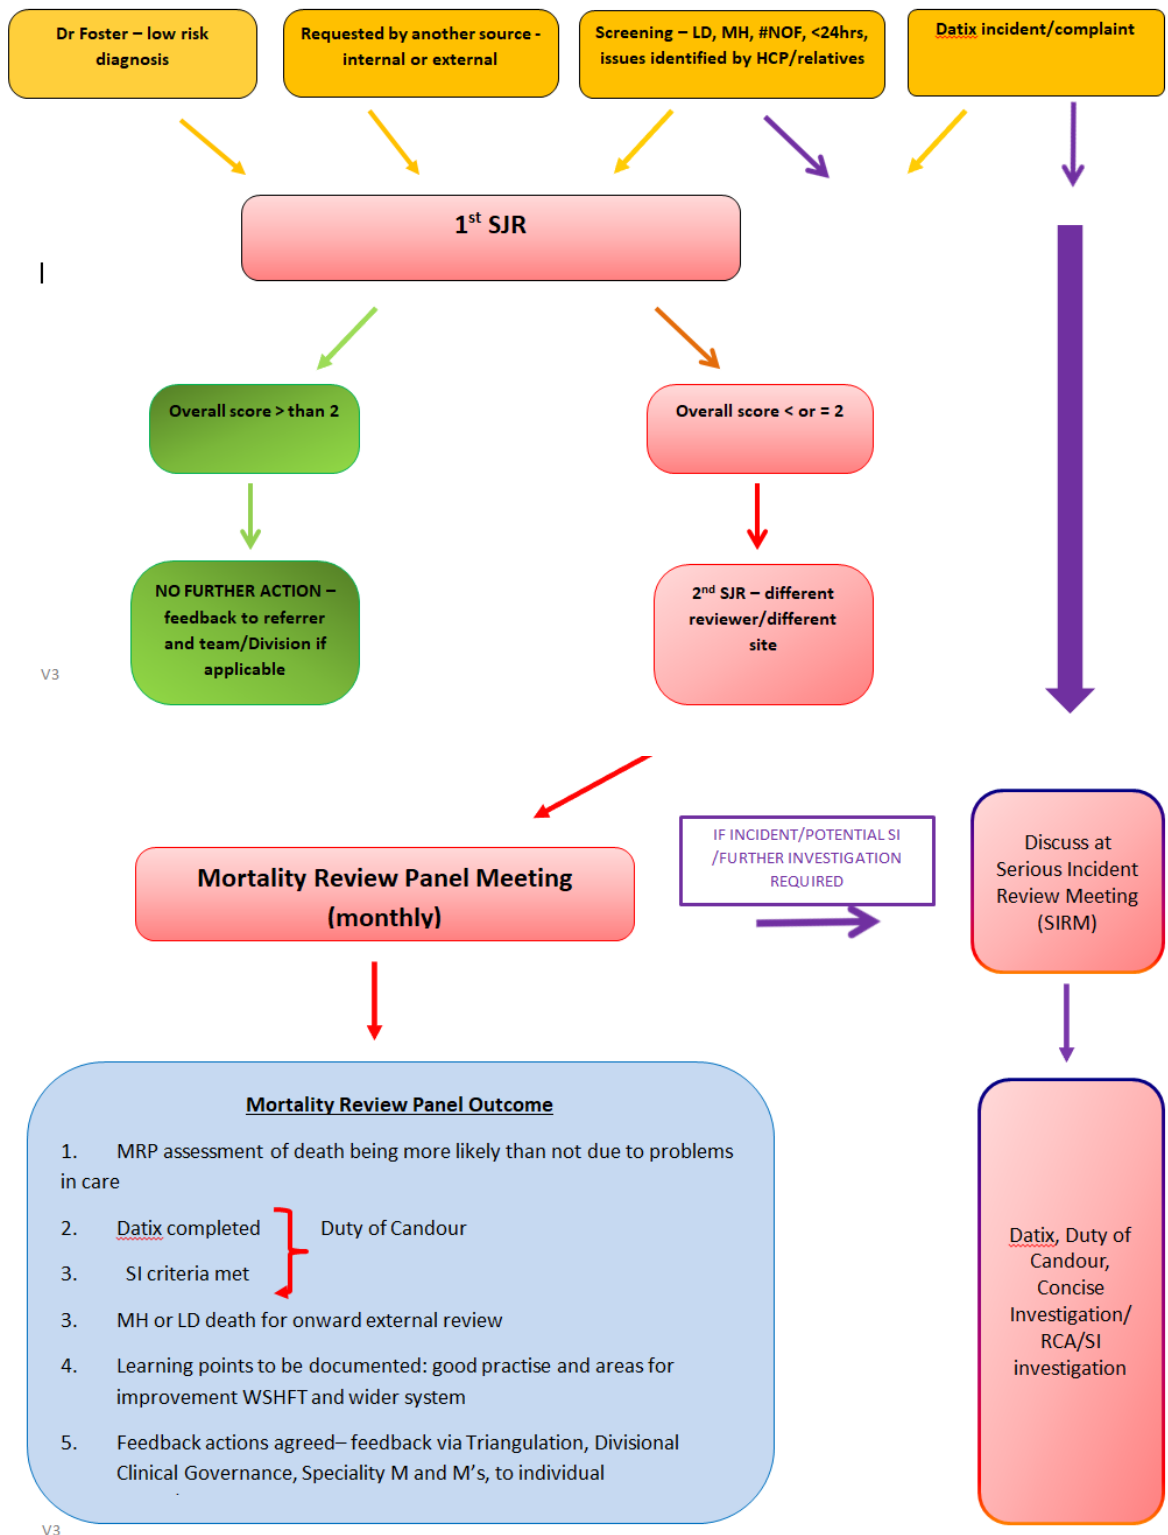 Dr Foster – low risk
diagnosis
Requested by another source -
internal or external
Screening – LD, MH, #NOF, <24hrs,
issues identified by HCP/relatives
Datix incident/complaint
1st SJR
Overall score > than 2
Overall score < or = 2
NO FURTHER ACTION –
feedback to referrer
and team/Division if
applicable
2nd SJR – different
reviewer/different
site
V3
Mortality Review Panel Meeting
(monthly)
IF INCIDENT/POTENTIAL SI
/FURTHER INVESTIGATION
REQUIRED
Discuss at
Serious Incident
Review Meeting
(SIRM)
Mortality Review Panel Outcome
1. MRP assessment of death being more likely than not due to problems
in care
2. Datix completed Duty of Candour
3. SI criteria met
3. MH or LD death for onward external review
4. Learning points to be documented: good practise and areas for
improvement WSHFT and wider system
5. Feedback actions agreed– feedback via Triangulation, Divisional
Clinical Governance, Speciality M and M's, to individual
Datix, Duty of
Candour,
Concise
Investigation/
RCA/SI
investigation
V3